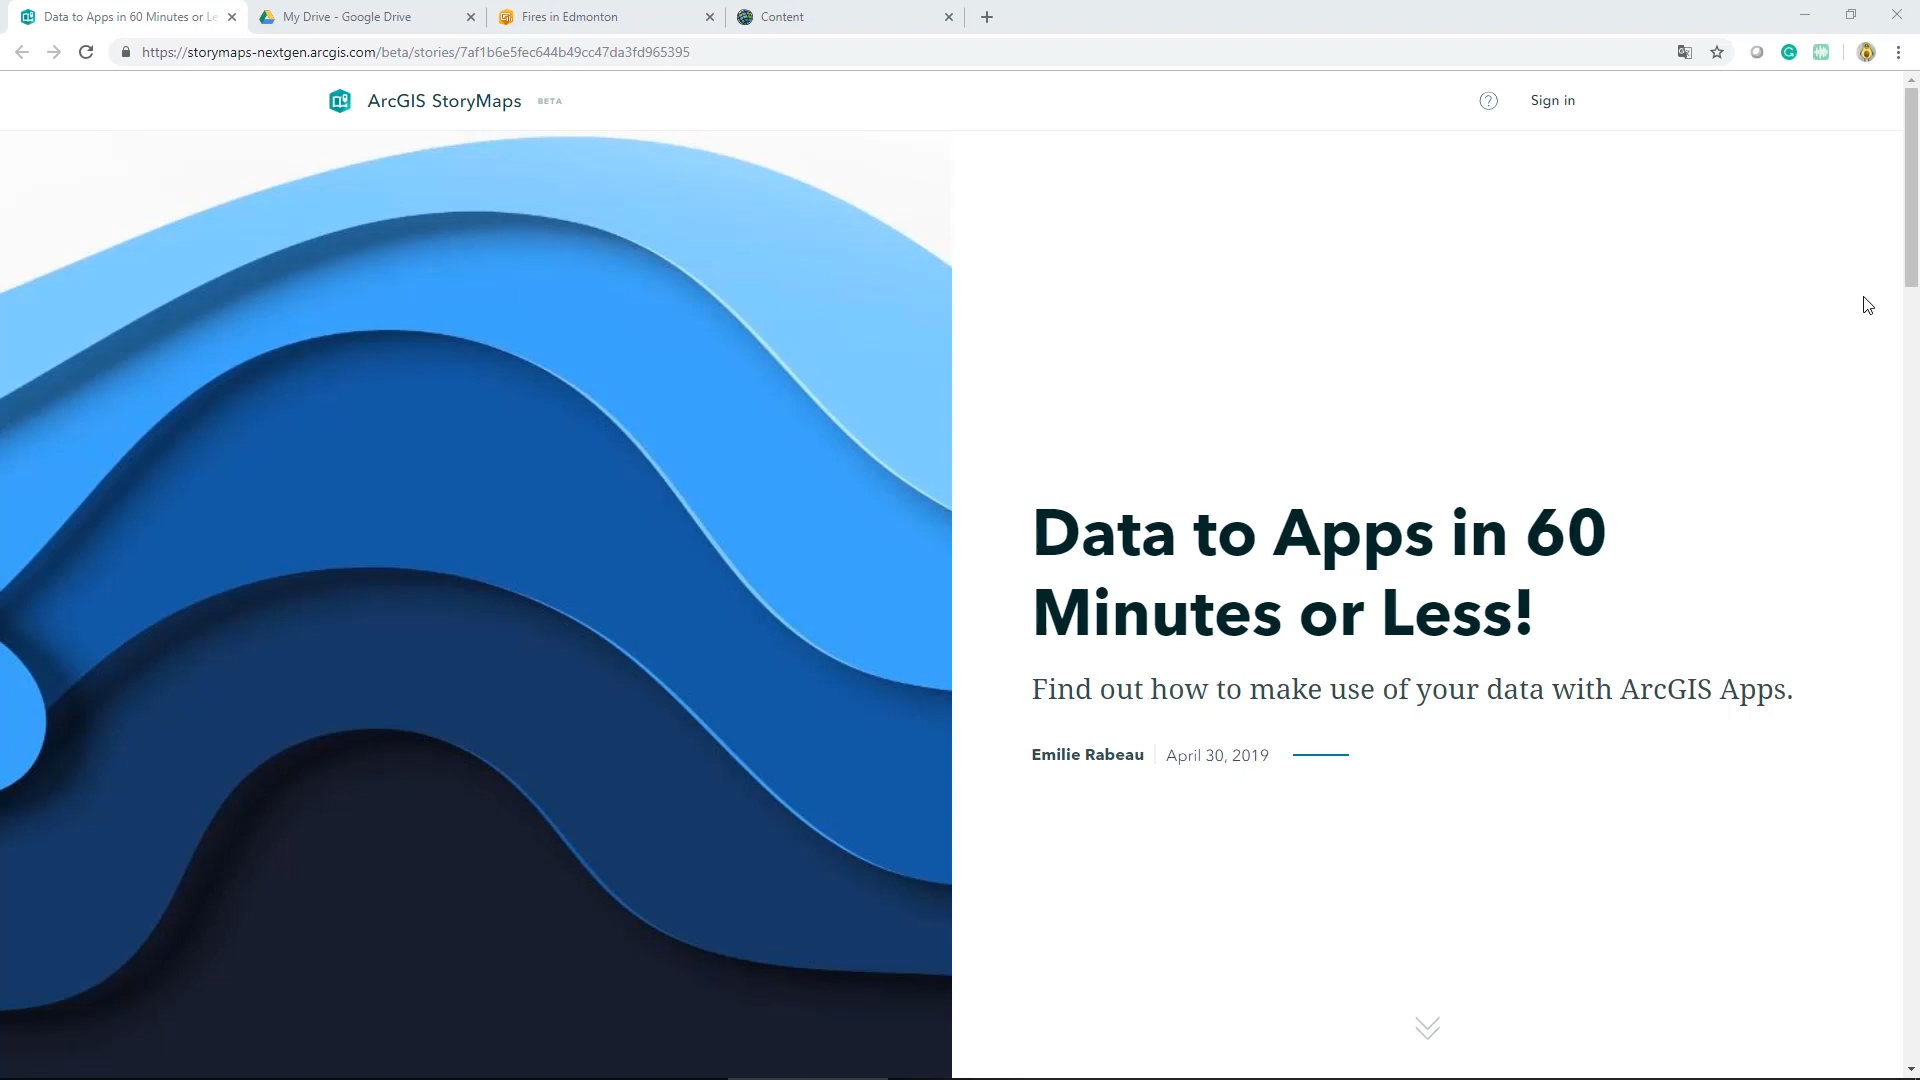 Data to Apps in 60 Minutes or Le
My Drive - Google Drive
Fires in Edmonton
Content
https://storymaps-nextgen.arcgis.com/beta/stories/7af1b6e5fec644b49cc47da3fd965395
ArcGIS StoryMaps BETA
Sign in
Data to Apps in 60
Minutes or Less!
Find out how to make use of your data with ArcGIS Apps.
Emilie Rabeau
April 30, 2019